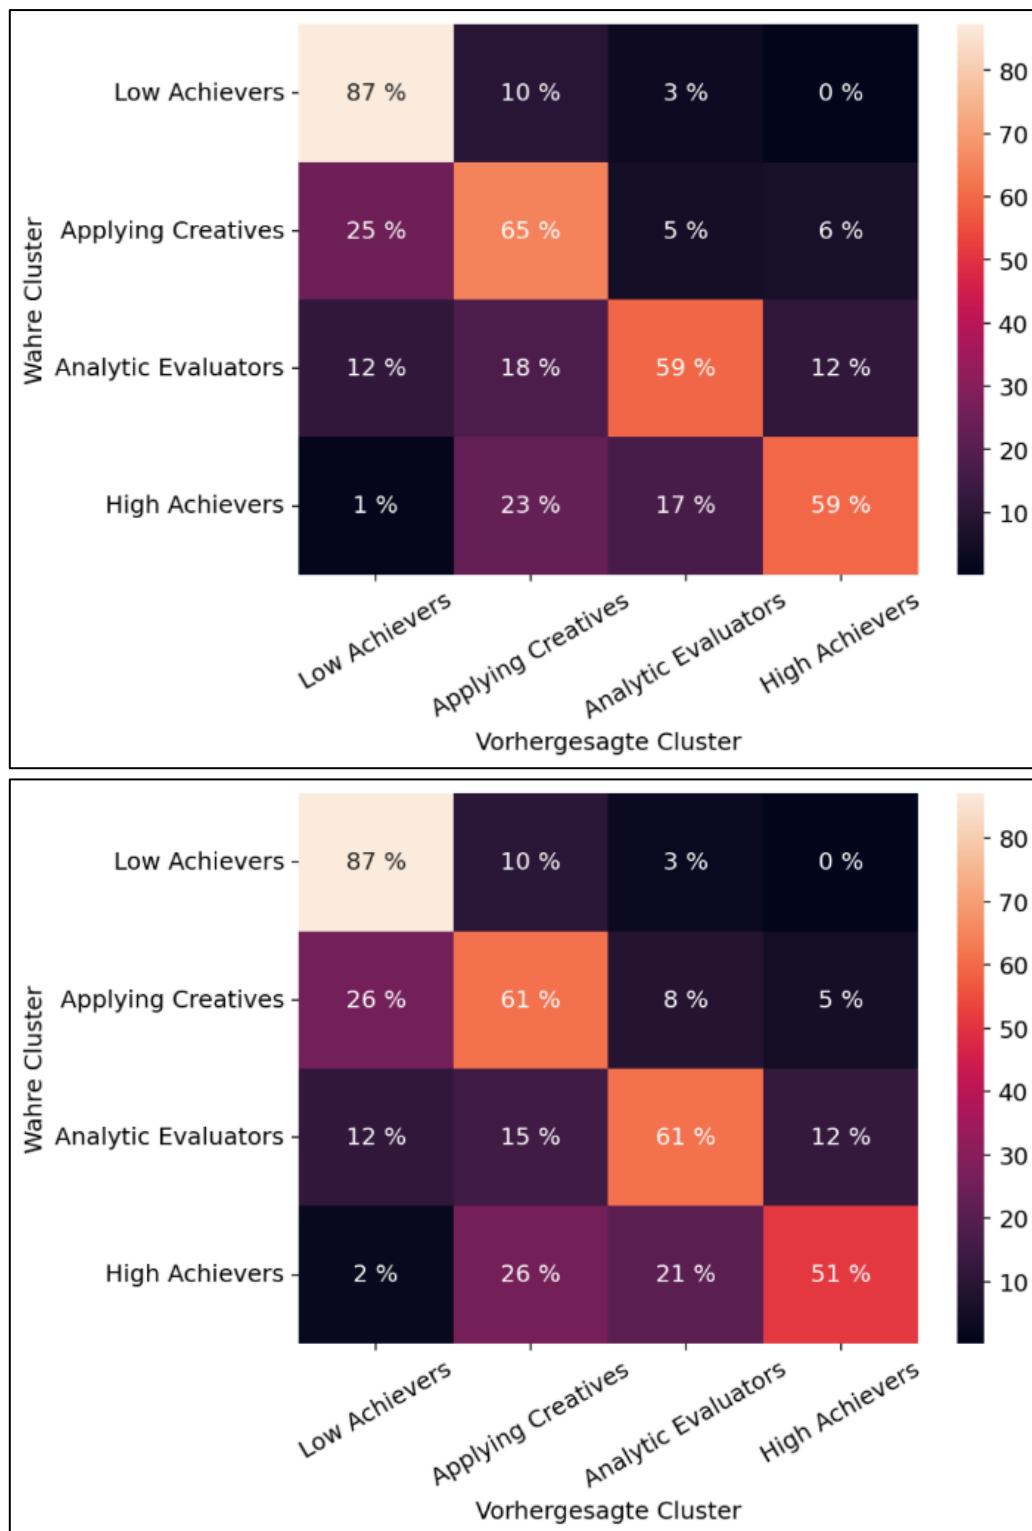 Low Achievers 87 % 10 % 3 % 0 %
Applying Creatives 25 % 65 % 5 % 6 %
Analytic Evaluators 12 % 18 % 59 % 12 %
High Achievers 1 % 23 % 17 % 59 %
Wahre Cluster
80
70
60
50
40
30
20
10
Low Achievers
Applying Creatives
Analytic Evaluators
High Achievers
Vorhergesagte Cluster
Low Achievers 87 % 10 % 3 % 0 %
Applying Creatives 26 % 61 % 8 % 5 %
Analytic Evaluators 12 % 15 % 61 % 12 %
High Achievers 2 % 26 % 21 % 51 %
Wahre Cluster
80
70
60
50
40
30
20
10
Low Achievers
Applying Creatives
Analytic Evaluators
High Achievers
Vorhergesagte Cluster